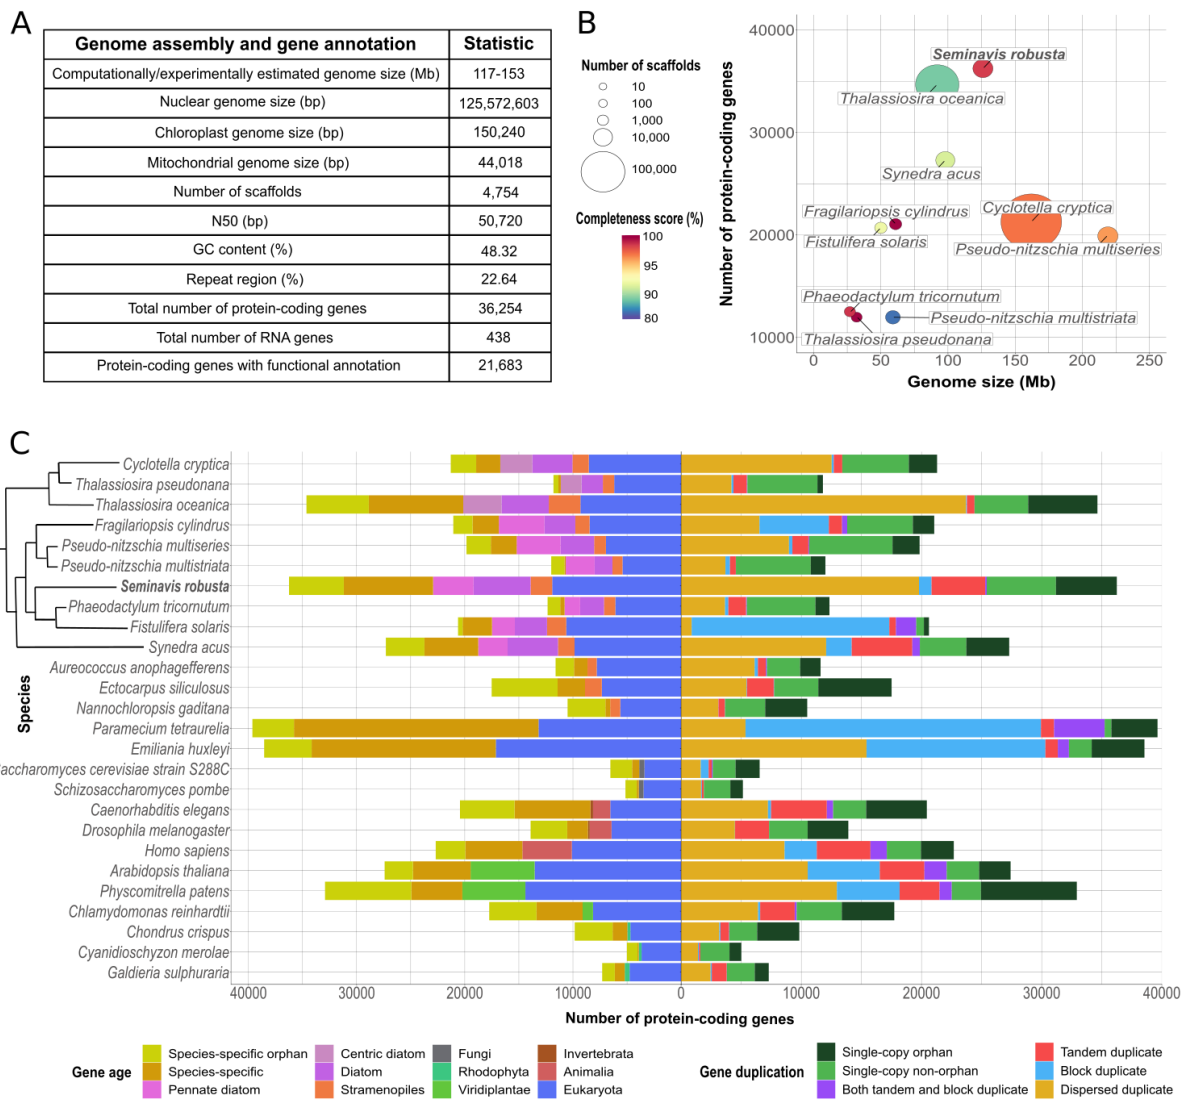 A
Genome assembly and gene annotation Statistic
Computationally/experimentally estimated genome size (Mb) 117-153
Nuclear genome size (bp) 125,572,603
Chloroplast genome size (bp) 150,240
Mitochondrial genome size (bp) 44,018
Number of scaffolds 4,754
N50 (bp) 50,720
GC content (%) 48.32
Repeat region (%) 22.64
Total number of protein-coding genes 36,254
Total number of RNA genes 438
Protein-coding genes with functional annotation 21,683
B
Number of scaffolds
10
100
1,000
10,000
100,000
Completeness score (%)
100
95
90
80
Number of protein-coding genes
40000
30000
20000
10000
Seminavis robusta
Thalassiosira oceanica
Synedra acus
Fragilariopsis cylindrus
Cyclotella cryptica
Fistulifera solaris
Pseudo-nitzschia multiseries
Phaeodactylum tricornutum
Pseudo-nitzschia multistriata
Thalassiosira pseudonana
0 50 100 150 200 250
Genome size (Mb)
C
Species
Cyclotella cryptica
Thalassiosira pseudonana
Thalassiosira oceanica
Fragilariopsis cylindrus
Pseudo-nitzschia multiseries
Pseudo-nitzschia multistriata
Seminavis robusta
Phaeodactylum tricornutum
Fistulifera solaris
Synedra acus
Aureococcus anophagefferens
Ectocarpus siliculosus
Nannochloropsis gaditana
Paramecium tetraurelia
Emiliania huxleyi
accharomyces cerevisiae strain S288C
Schizosaccharomyces pombe
Caenorhabditis elegans
Drosophila melanogaster
Homo sapiens
Arabidopsis thaliana
Physcomitrella patens
Chlamydomonas reinhardtii
Chondrus crispus
Cyanidioschyzon merolae
Galdieria sulphuraria
40000 30000 20000 10000 0 10000 20000 30000 40000
Number of protein-coding genes
Gene age
Species-specific orphan
Species-specific
Pennate diatom
Centric diatom
Diatom
Stramenopiles
Fungi
Rhodophyta
Viridiplantae
Invertebrata
Animalia
Eukaryota
Gene duplication
Single-copy orphan
Single-copy non-orphan
Both tandem and block duplicate
Tandem duplicate
Block duplicate
Dispersed duplicate